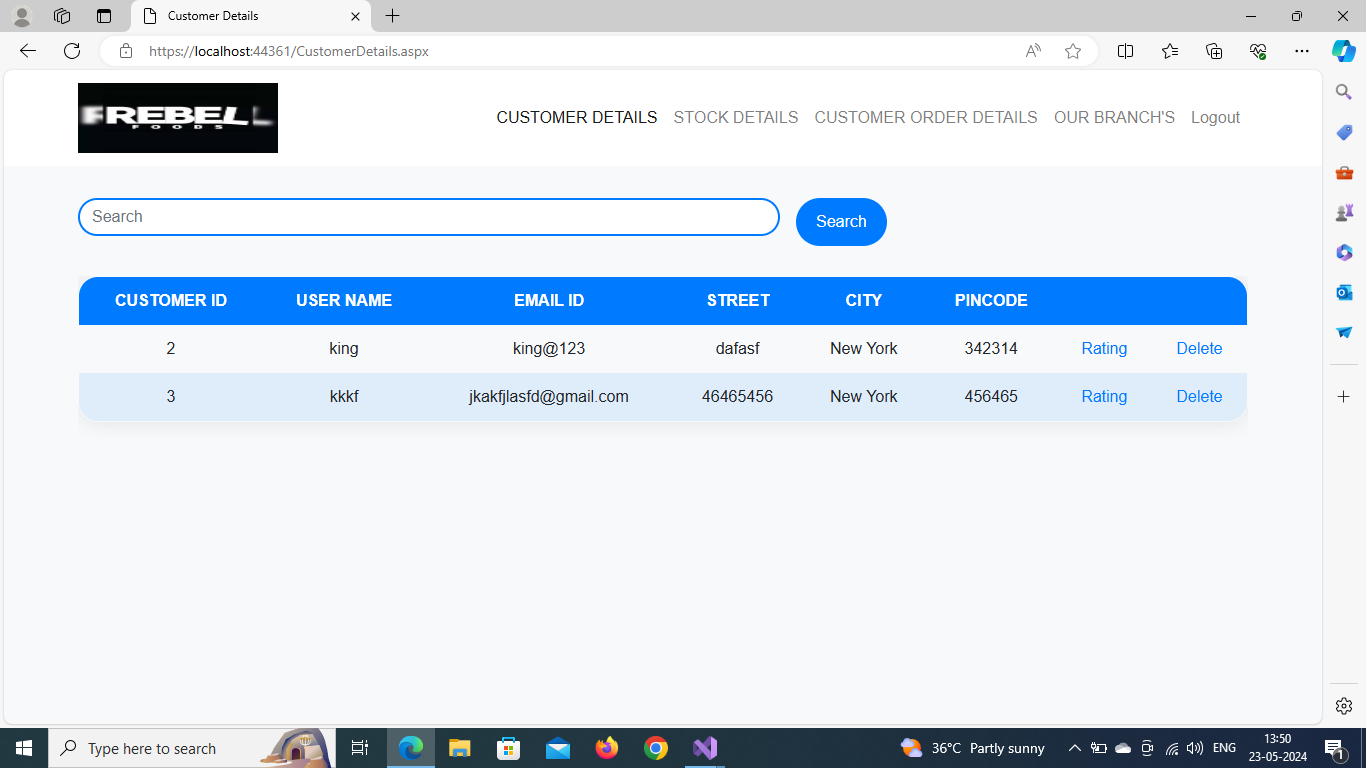 Customer Details
https://localhost:44361/CustomerDetails.aspx
FREBELL
FOODS
CUSTOMER DETAILS STOCK DETAILS CUSTOMER ORDER DETAILS OUR BRANCH'S Logout
Search Search
CUSTOMER ID USER NAME EMAIL ID STREET CITY PINCODE
2 king king@123 dafasf New York 342314 Rating Delete
3 kkkf jkakfjlasfd@gmail.com 46465456 New York 456465 Rating Delete
Type here to search 36°C Partly sunny ENG 13:50
23-05-2024 1